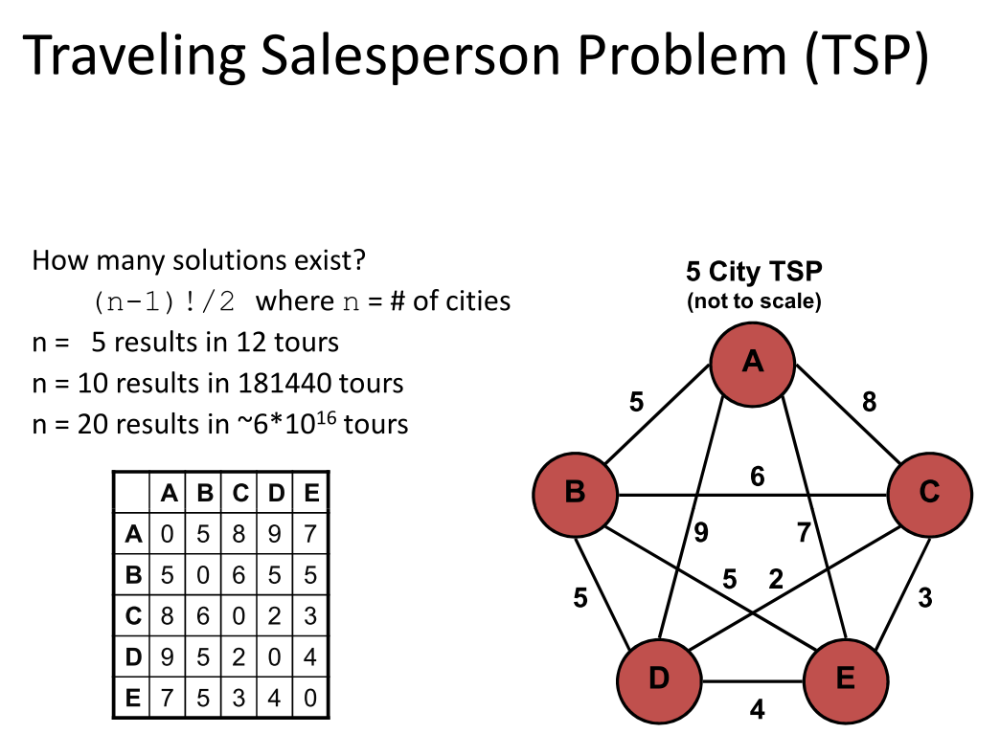 Traveling Salesperson Problem (TSP)
How many solutions exist?
(n-1)!/2 where n = # of cities
n = 5 results in 12 tours
n = 10 results in 181440 tours
n = 20 results in ~6*10¹⁶ tours
A B C D E
A 0 5 8 9 7
B 5 0 6 5 5
C 8 6 0 2 3
D 9 5 2 0 4
E 7 5 3 4 0
5 City TSP
(not to scale)
A
5 8
6
B C
9 7
5 2
5 3
D E
4